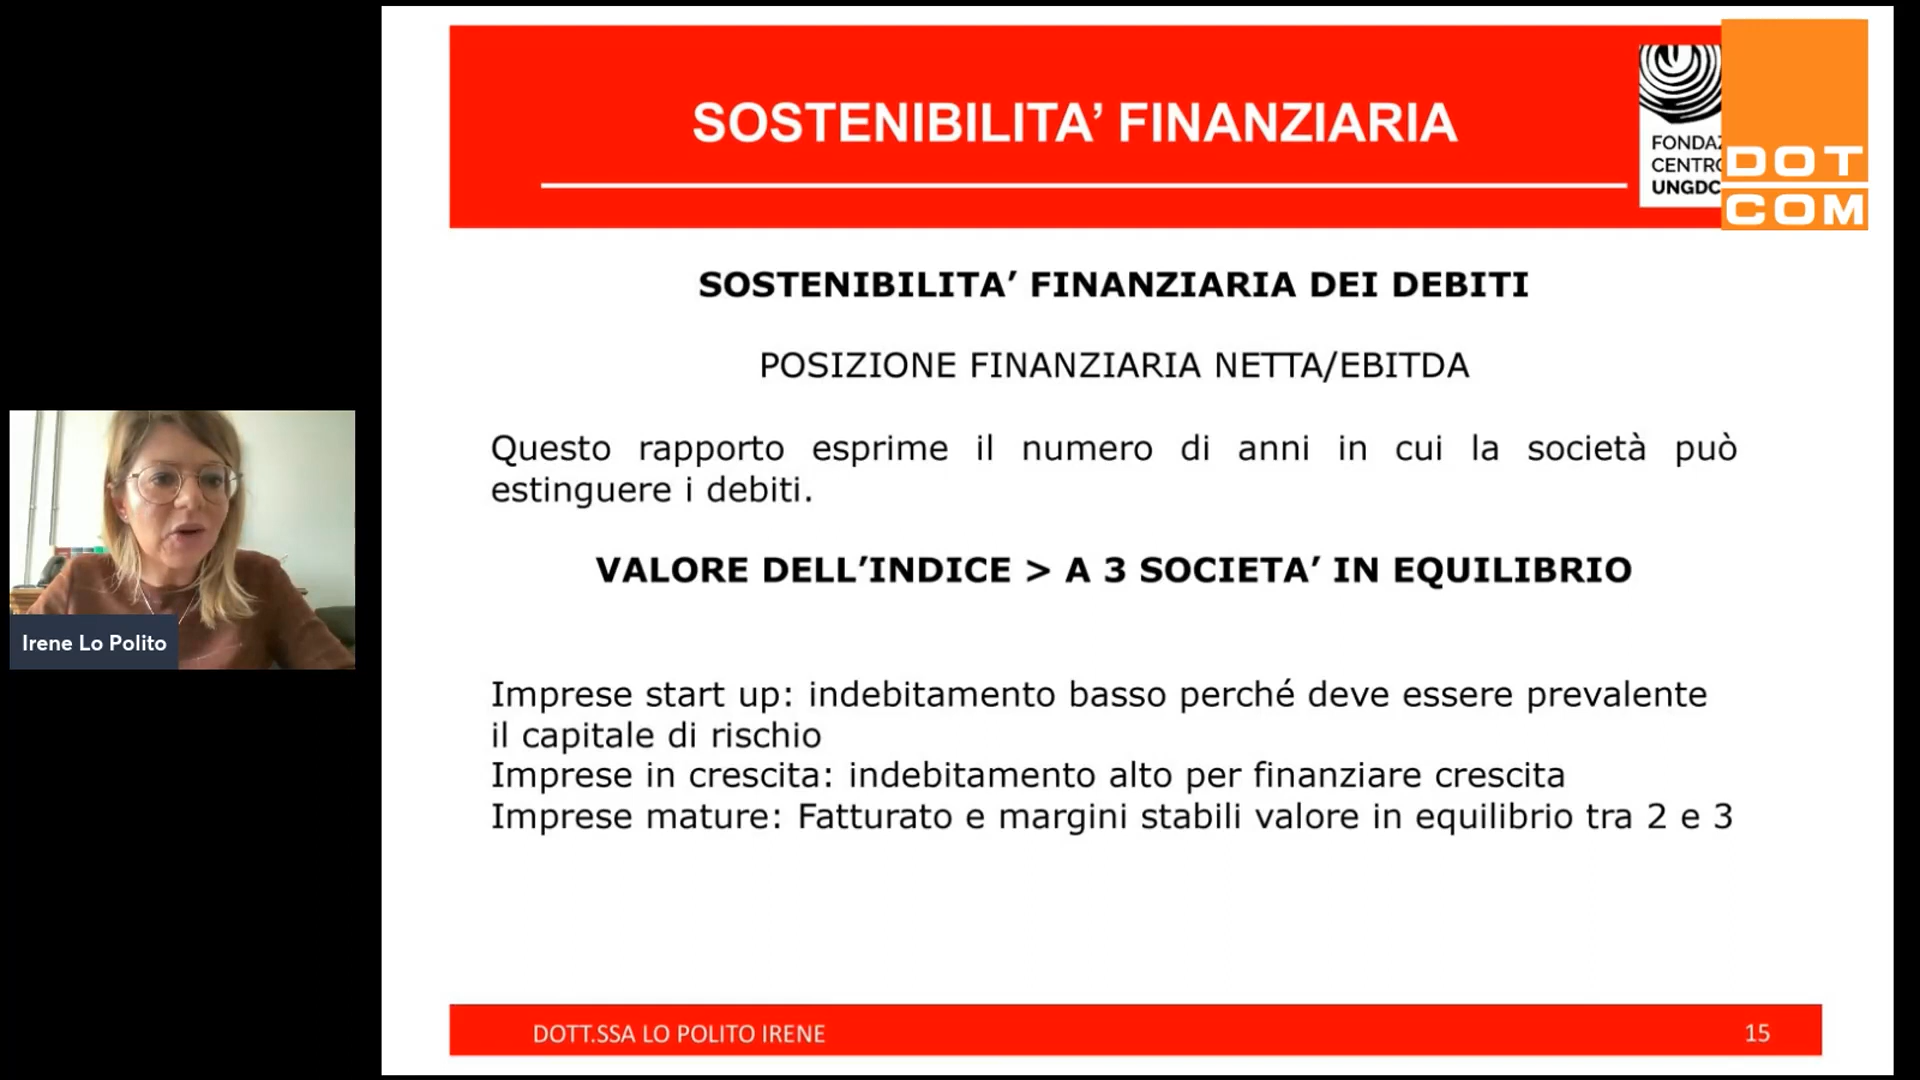 SOSTENIBILITA’ FINANZIARIA
FONDAZ
CENTRO
UNGDC
DOT
COM
SOSTENIBILITA’ FINANZIARIA DEI DEBITI
POSIZIONE FINANZIARIA NETTA/EBITDA
Questo rapporto esprime il numero di anni in cui la società può
estinguere i debiti.
VALORE DELL’INDICE > A 3 SOCIETA’ IN EQUILIBRIO
Irene Lo Polito
Imprese start up: indebitamento basso perché deve essere prevalente
il capitale di rischio
Imprese in crescita: indebitamento alto per finanziare crescita
Imprese mature: Fatturato e margini stabili valore in equilibrio tra 2 e 3
DOTT.SSA LO POLITO IRENE
15